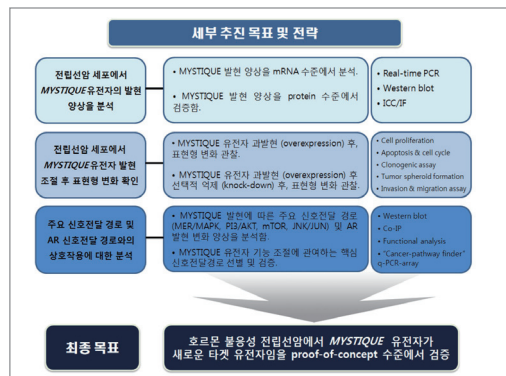 세부 추진 목표 및 전략
전립선암 세포에서
MYSTIQUE유전자의 발현
양상을 분석
• MYSTIQUE 발현 양상을 mRNA 수준에서 분석.
• MYSTIQUE 발현 양상을 protein 수준에서
검증함.
• Real-time PCR
• Western blot
• ICC/IF
전립선암 세포에서
MYSTIQUE유전자 발현
조절 후 표현형 변화 확인
• MYSTIQUE 유전자 과발현 (overexpression) 후,
표현형 변화 관찰.
• MYSTIQUE 유전자 과발현 (overexpression) 후
선택적 억제 (knock-down) 후, 표현형 변화 관찰.
• Cell proliferation
• Apoptosis & cell cycle
• Clonogenic assay
• Tumor spheroid formation
• Invasion & migration assay
주요 신호전달 경로 및
AR 신호전달 경로와의
상호작용에 대한 분석
• MYSTIQUE 발현에 따른 주요 신호전달 경로
(MER/MAPK, PI3/AKT, mTOR, JNK/JUN) 및 AR
발현 변화 양상을 분석함.
• MYSTIQUE 유전자 기능 조절에 관여하는 핵심
신호전달경로 선별 및 검증.
• Western blot
• Co-IP
• Functional analysis
• "Cancer-pathway finder"
q-PCR-array
최종 목표
호르몬 불응성 전립선암에서 MYSTIQUE 유전자가
새로운 타겟 유전자임을 proof-of-concept 수준에서 검증